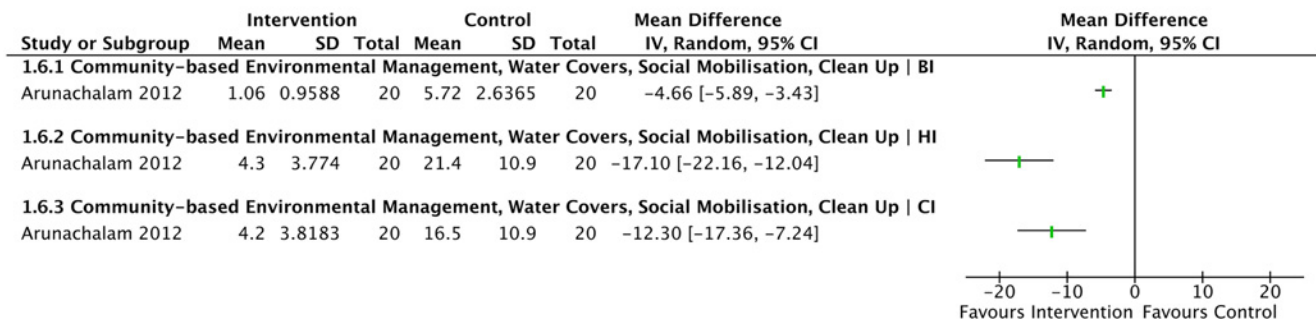 Intervention Control Mean Difference Mean Difference
Study or Subgroup Mean SD Total Mean SD Total IV, Random, 95% CI IV, Random, 95% CI
1.6.1 Community-based Environmental Management, Water Covers, Social Mobilisation, Clean Up | BI
Arunachalam 2012 1.06 0.9588 20 5.72 2.6365 20 −4.66 [−5.89, −3.43]
1.6.2 Community-based Environmental Management, Water Covers, Social Mobilisation, Clean Up | HI
Arunachalam 2012 4.3 3.774 20 21.4 10.9 20 −17.10 [−22.16, −12.04]
1.6.3 Community-based Environmental Management, Water Covers, Social Mobilisation, Clean Up | CI
Arunachalam 2012 4.2 3.8183 20 16.5 10.9 20 −12.30 [−17.36, −7.24]
−20 −10 0 10 20
Favours Intervention Favours Control